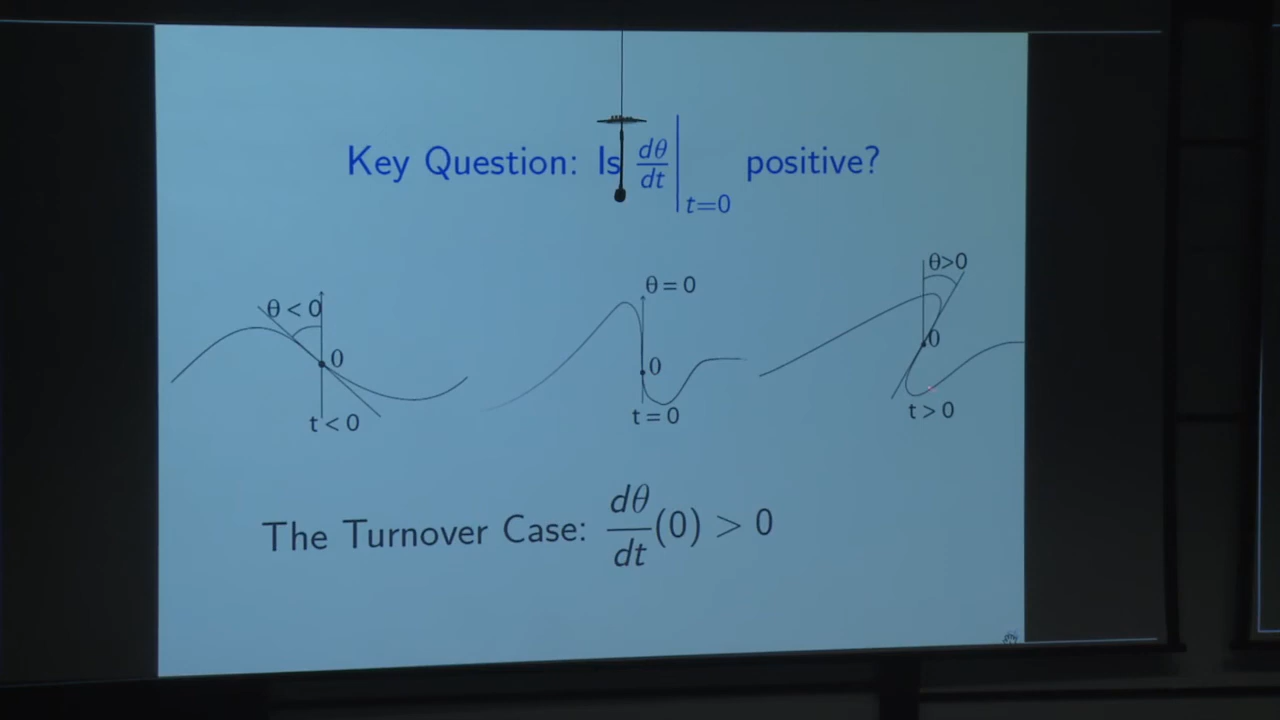 Key Question: Is dθ/dt|t=0 positive?
θ < 0
0
t < 0
θ = 0
0
t = 0
θ>0
0
t > 0
The Turnover Case: dθ/dt(0) > 0